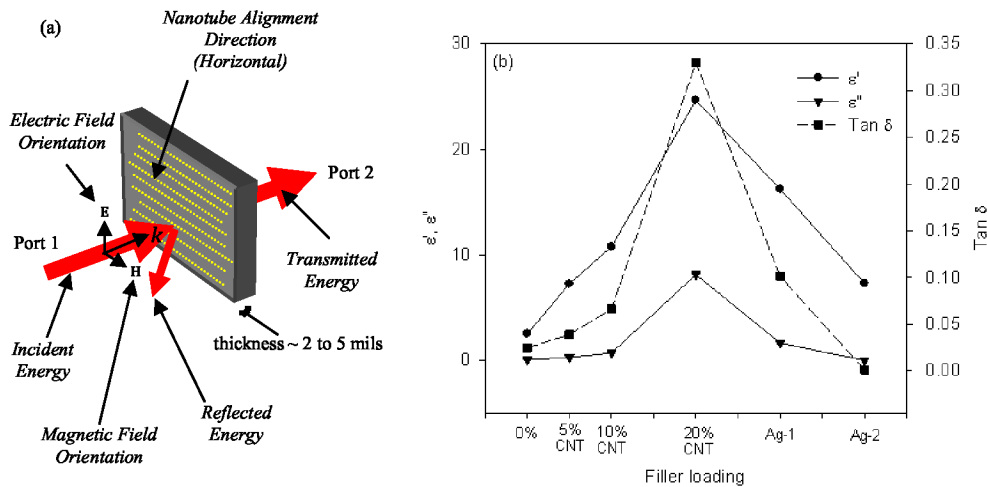 (a)
Nanotube Alignment
Direction
(Horizontal)
Electric Field
Orientation
Port 2
E
Port 1
k
H
Transmitted
Energy
Incident
Energy
thickness ~ 2 to 5 mils
Reflected
Energy
Magnetic Field
Orientation
(b)
30
20
10
0
ε', ε"
0.35
0.30
0.25
0.20
0.15
0.10
0.05
0.00
Tan δ
ε'
ε"
Tan δ
0%
5%
CNT
10%
CNT
20%
CNT
Ag-1
Ag-2
Filler loading